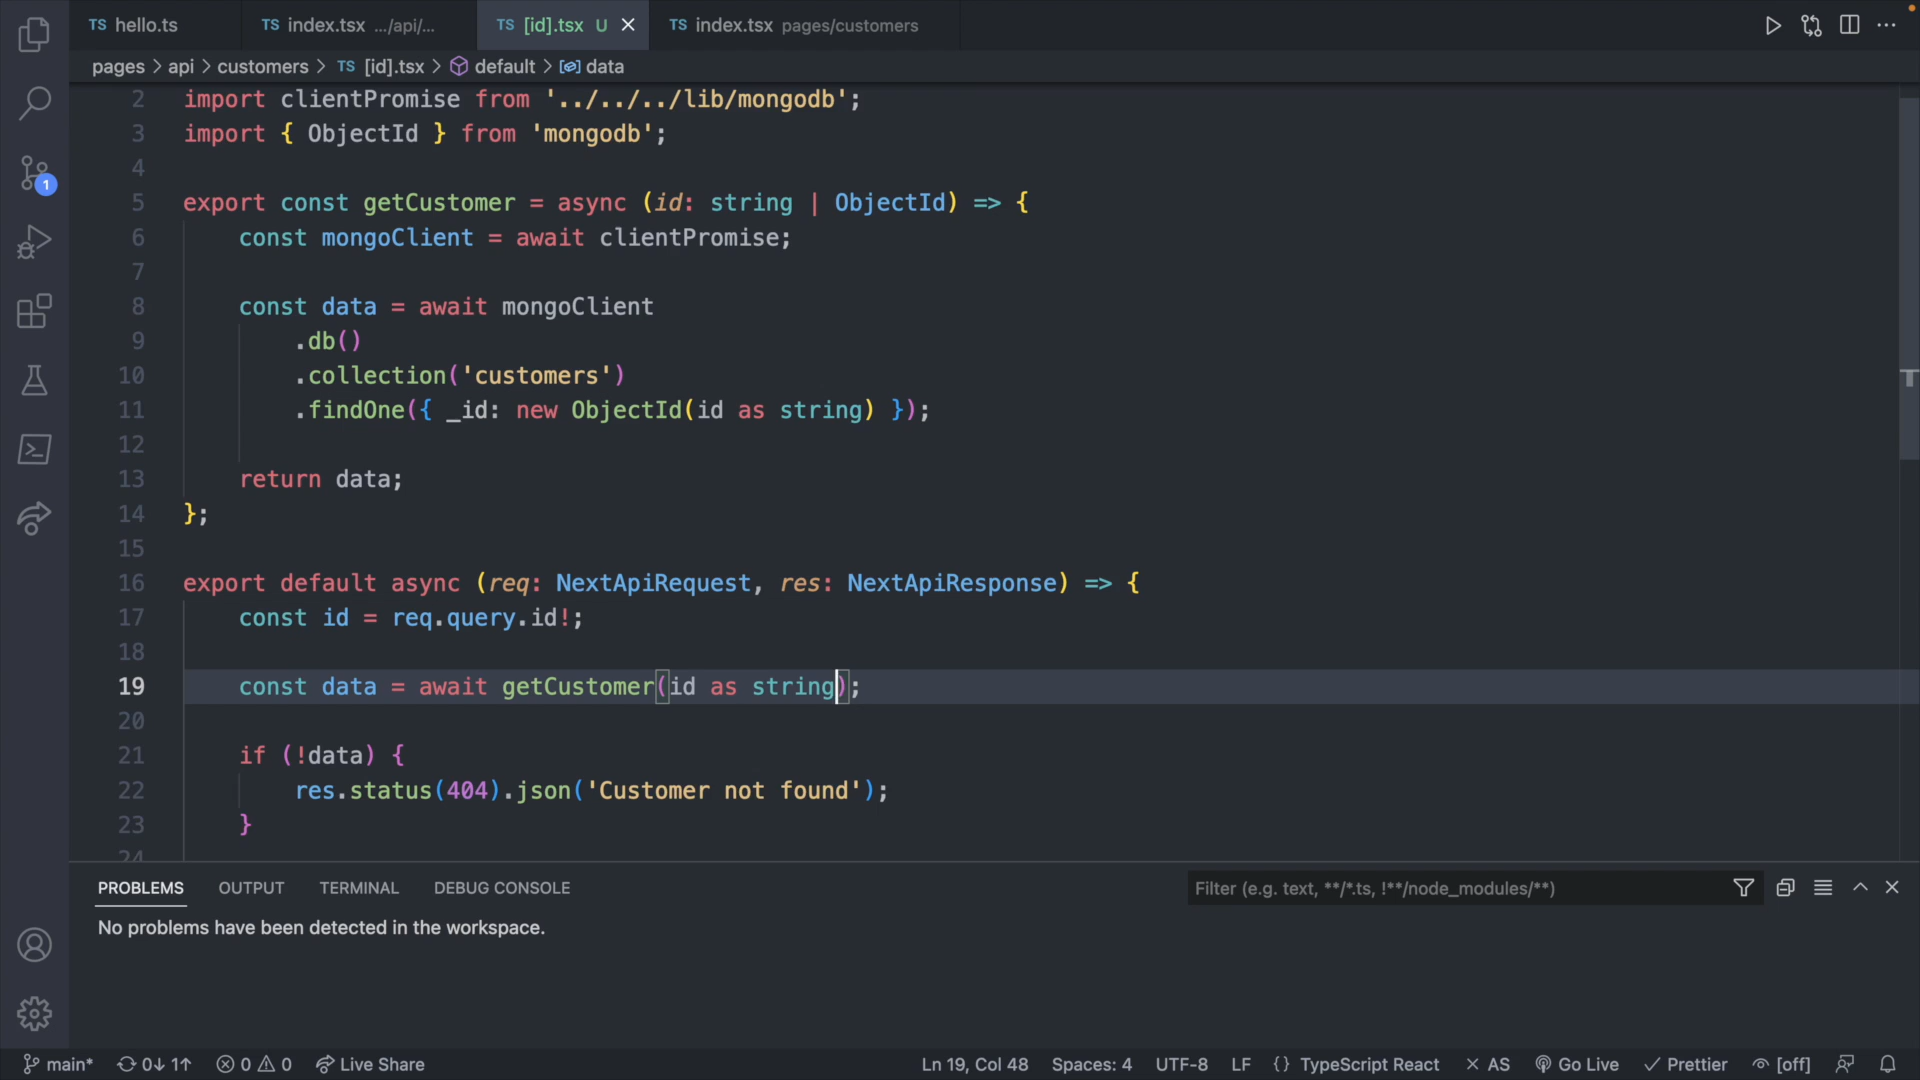 TS hello.ts TS index.tsx .../api/... TS [id].tsx U TS index.tsx pages/customers
pages > api > customers > TS [id].tsx > default > data
2 import clientPromise from '../../../lib/mongodb';
3 import { ObjectId } from 'mongodb';
4
5 export const getCustomer = async (id: string | ObjectId) => {
6 const mongoClient = await clientPromise;
7
8 const data = await mongoClient
9 .db()
10 .collection('customers')
11 .findOne({ _id: new ObjectId(id as string) });
12
13 return data;
14 };
15
16 export default async (req: NextApiRequest, res: NextApiResponse) => {
17 const id = req.query.id!;
18
19 const data = await getCustomer(id as string);
20
21 if (!data) {
22 res.status(404).json('Customer not found');
23 }
24
1
PROBLEMS OUTPUT TERMINAL DEBUG CONSOLE Filter (e.g. text, **/*.ts, !**/node_modules/**)
No problems have been detected in the workspace.
main* 0↓ 1↑ 0 0 Live Share Ln 19, Col 48 Spaces: 4 UTF-8 LF {} TypeScript React × AS Go Live ✓ Prettier [off]